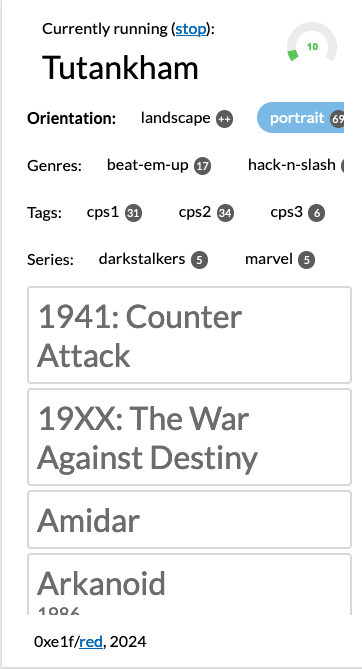 Currently running (stop):
10
Tutankham
Orientation: landscape ++ portrait 69
Genres: beat-em-up 17 hack-n-slash
Tags: cps1 31 cps2 34 cps3 6
Series: darkstalkers 5 marvel 5
1941: Counter
Attack
19XX: The War
Against Destiny
Amidar
Arkanoid
1986
0xe1f/red, 2024